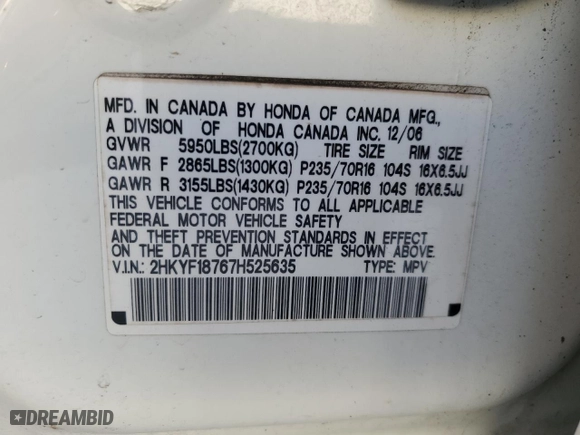 MFD. IN CANADA BY HONDA OF CANADA MFG.,
A DIVISION OF HONDA CANADA INC. 12/06
GVWR 5950LBS(2700KG) TIRE SIZE RIM SIZE
GAWR F 2865LBS(1300KG) P235/70R16 104S 16X6.5JJ
GAWR R 3155LBS(1430KG) P235/70R16 104S 16X6.5JJ
THIS VEHICLE CONFORMS TO ALL APPLICABLE
FEDERAL MOTOR VEHICLE SAFETY
AND THEFT PREVENTION STANDARDS IN EFFECT
ON THE DATE OF MANUFACTURE SHOWN ABOVE.
V.I.N.: 2HKYF18767H525635 TYPE: MPV
DREAMBID